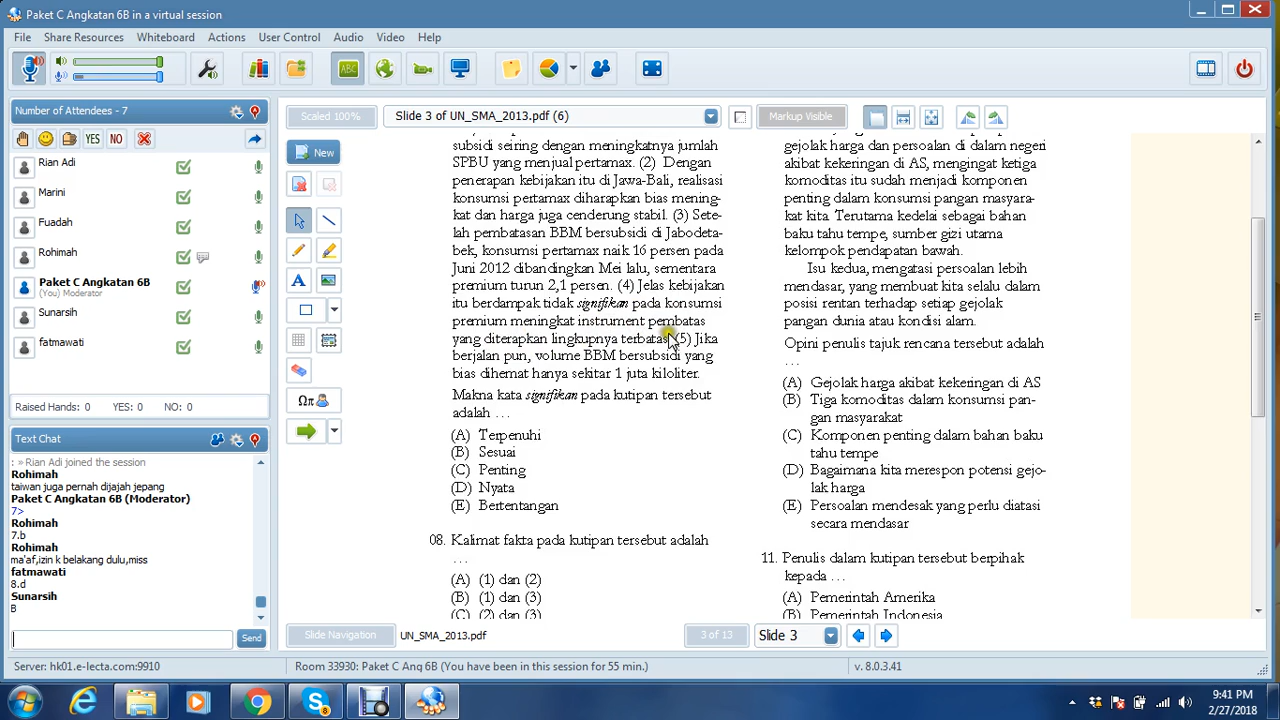 Paket C Angkatan 6B in a virtual session
File Share Resources Whiteboard Actions User Control Audio Video Help
ABC
Number of Attendees - 7
YES NO
Rian Adi
Marini
Fuadah
Rohimah
Paket C Angkatan 6B
(You) Moderator
Sunarsih
fatmawati
Raised Hands: 0 YES: 0 NO: 0
Text Chat
: » Rian Adi joined the session
Rohimah
taiwan juga pernah dijajah jepang
Paket C Angkatan 6B (Moderator)
7>
Rohimah
7.b
Rohimah
ma'af,izin k belakang dulu,miss
fatmawati
8.d
Sunarsih
B
Send
Scaled 100%
Slide 3 of UN_SMA_2013.pdf (6)
Markup Visible
New
A
Ωπ
subsidi seiring dengan meningkatnya jumlah
SPBU yang menjual pertamax. (2) Dengan
penerapan kebijakan itu di Jawa-Bali, realisasi
konsumsi pertamax diharapkan bias mening-
kat dan harga juga cenderung stabil. (3) Sete-
lah pembatasan BBM bersubsidi di Jabodeta-
bek, konsumsi pertamax naik 16 persen pada
Juni 2012 dibandingkan Mei lalu, sementara
premium turun 2,1 persen. (4) Jelas kebijakan
itu berdampak tidak signifikan pada konsumsi
premium meningkat instrument pembatas
yang diterapkan lingkupnya terbatas. (5) Jika
berjalan pun, volume BBM bersubsidi yang
bias dihemat hanya sekitar 1 juta kiloliter.
Makna kata signifikan pada kutipan tersebut
adalah ...
(A) Terpenuhi
(B) Sesuai
(C) Penting
(D) Nyata
(E) Bertentangan
08. Kalimat fakta pada kutipan tersebut adalah
...
(A) (1) dan (2)
(B) (1) dan (3)
(C) (2) dan (3)
gejolak harga dan persoalan di dalam negeri
akibat kekeringan di AS, mengingat ketiga
komoditas itu sudah menjadi komponen
penting dalam konsumsi pangan masyara-
kat kita. Terutama kedelai sebagai bahan
baku tahu tempe, sumber gizi utama
kelompok pendapatan bawah.
Isu kedua, mengatasi persoalan lebih
mendasar, yang membuat kita selalu dalam
posisi rentan terhadap setiap gejolak
pangan dunia atau kondisi alam.
Opini penulis tajuk rencana tersebut adalah
...
(A) Gejolak harga akibat kekeringan di AS
(B) Tiga komoditas dalam konsumsi pan-
gan masyarakat
(C) Komponen penting dalam bahan baku
tahu tempe
(D) Bagaimana kita merespon potensi gejo-
lak harga
(E) Persoalan mendesak yang perlu diatasi
secara mendasar
11. Penulis dalam kutipan tersebut berpihak
kepada ...
(A) Pemerintah Amerika
(B) Pemerintah Indonesia
Slide Navigation UN_SMA_2013.pdf 3 of 13 Slide 3
Server: hk01.e-lecta.com:9910 Room 33930: Paket C Ang 6B (You have been in this session for 55 min.) v. 8.0.3.41
9:41 PM
2/27/2018